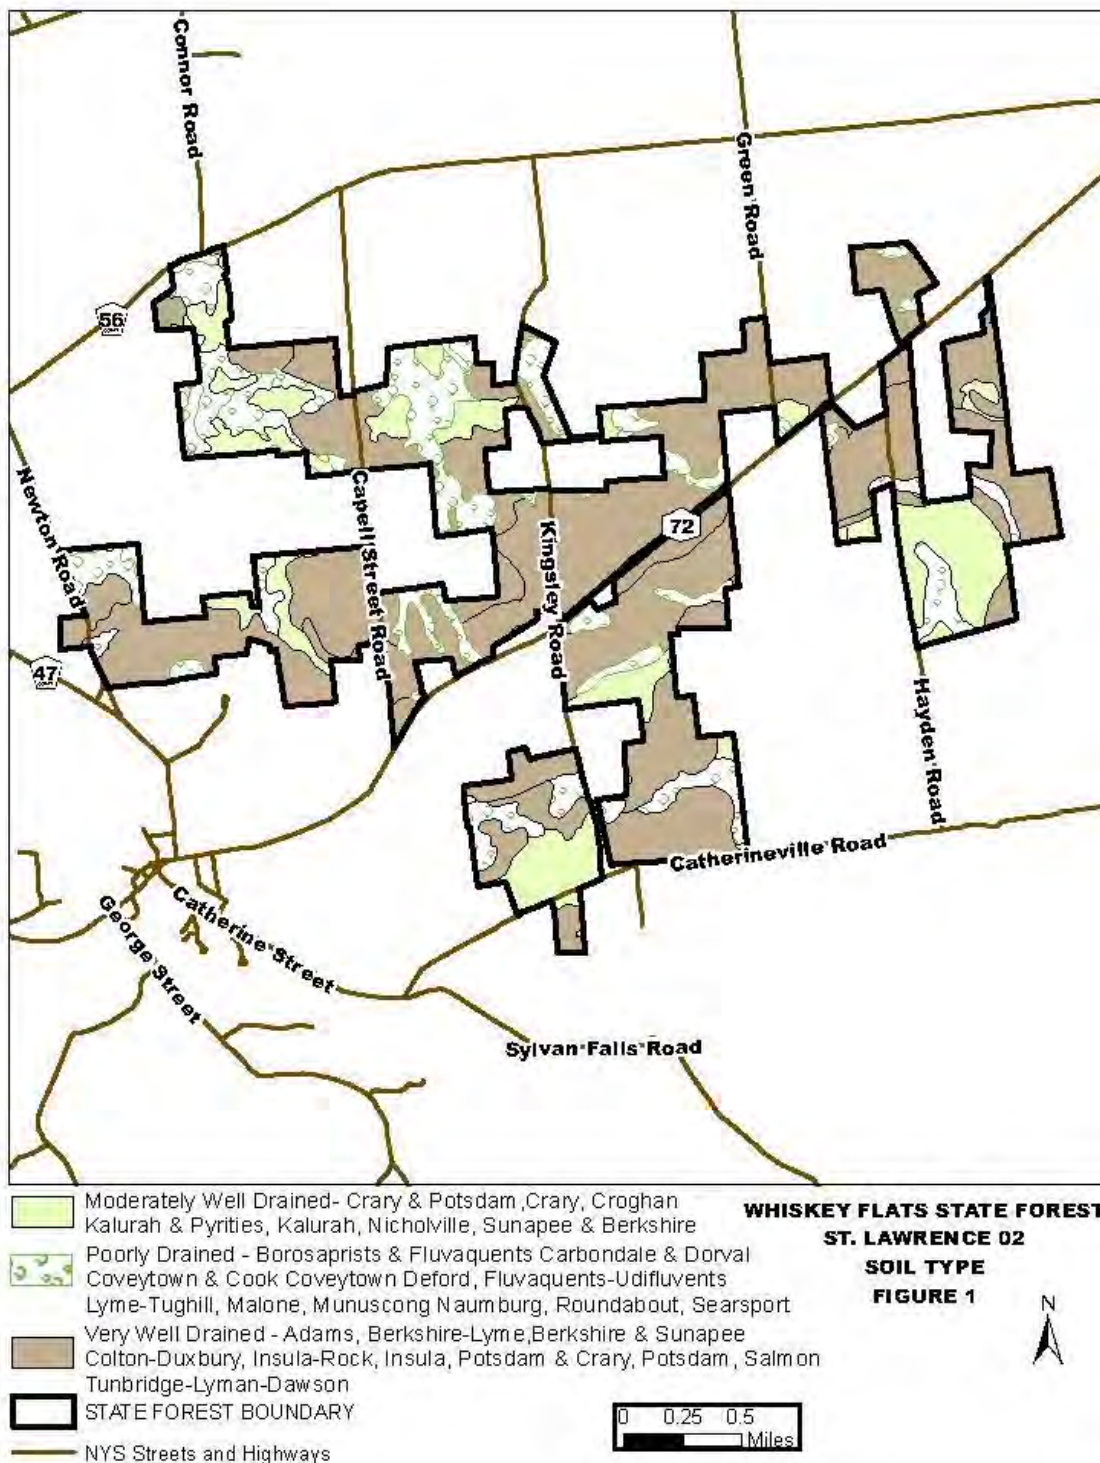 Connor Road
Green Road
56
Newton Road
Capell Street Road
Kingsley Road
72
47
Hayden Road
Catherineville Road
Catherine Street
George Street
Sylvan Falls Road
Moderately Well Drained- Crary & Potsdam ,Crary, Croghan
Kalurah & Pyrities, Kalurah, Nicholville, Sunapee & Berkshire
Poorly Drained - Borosaprists & Fluvaquents Carbondale & Dorval
Coveytown & Cook Coveytown Deford, Fluvaquents-Udifluvents
Lyme-Tughill, Malone, Munuscong Naumburg, Roundabout, Searsport
Very Well Drained - Adams, Berkshire-Lyme,Berkshire & Sunapee
Colton-Duxbury, Insula-Rock, Insula, Potsdam & Crary, Potsdam, Salmon
Tunbridge-Lyman-Dawson
STATE FOREST BOUNDARY
NYS Streets and Highways
WHISKEY FLATS STATE FOREST
ST. LAWRENCE 02
SOIL TYPE
FIGURE 1
N
0 0.25 0.5
Miles